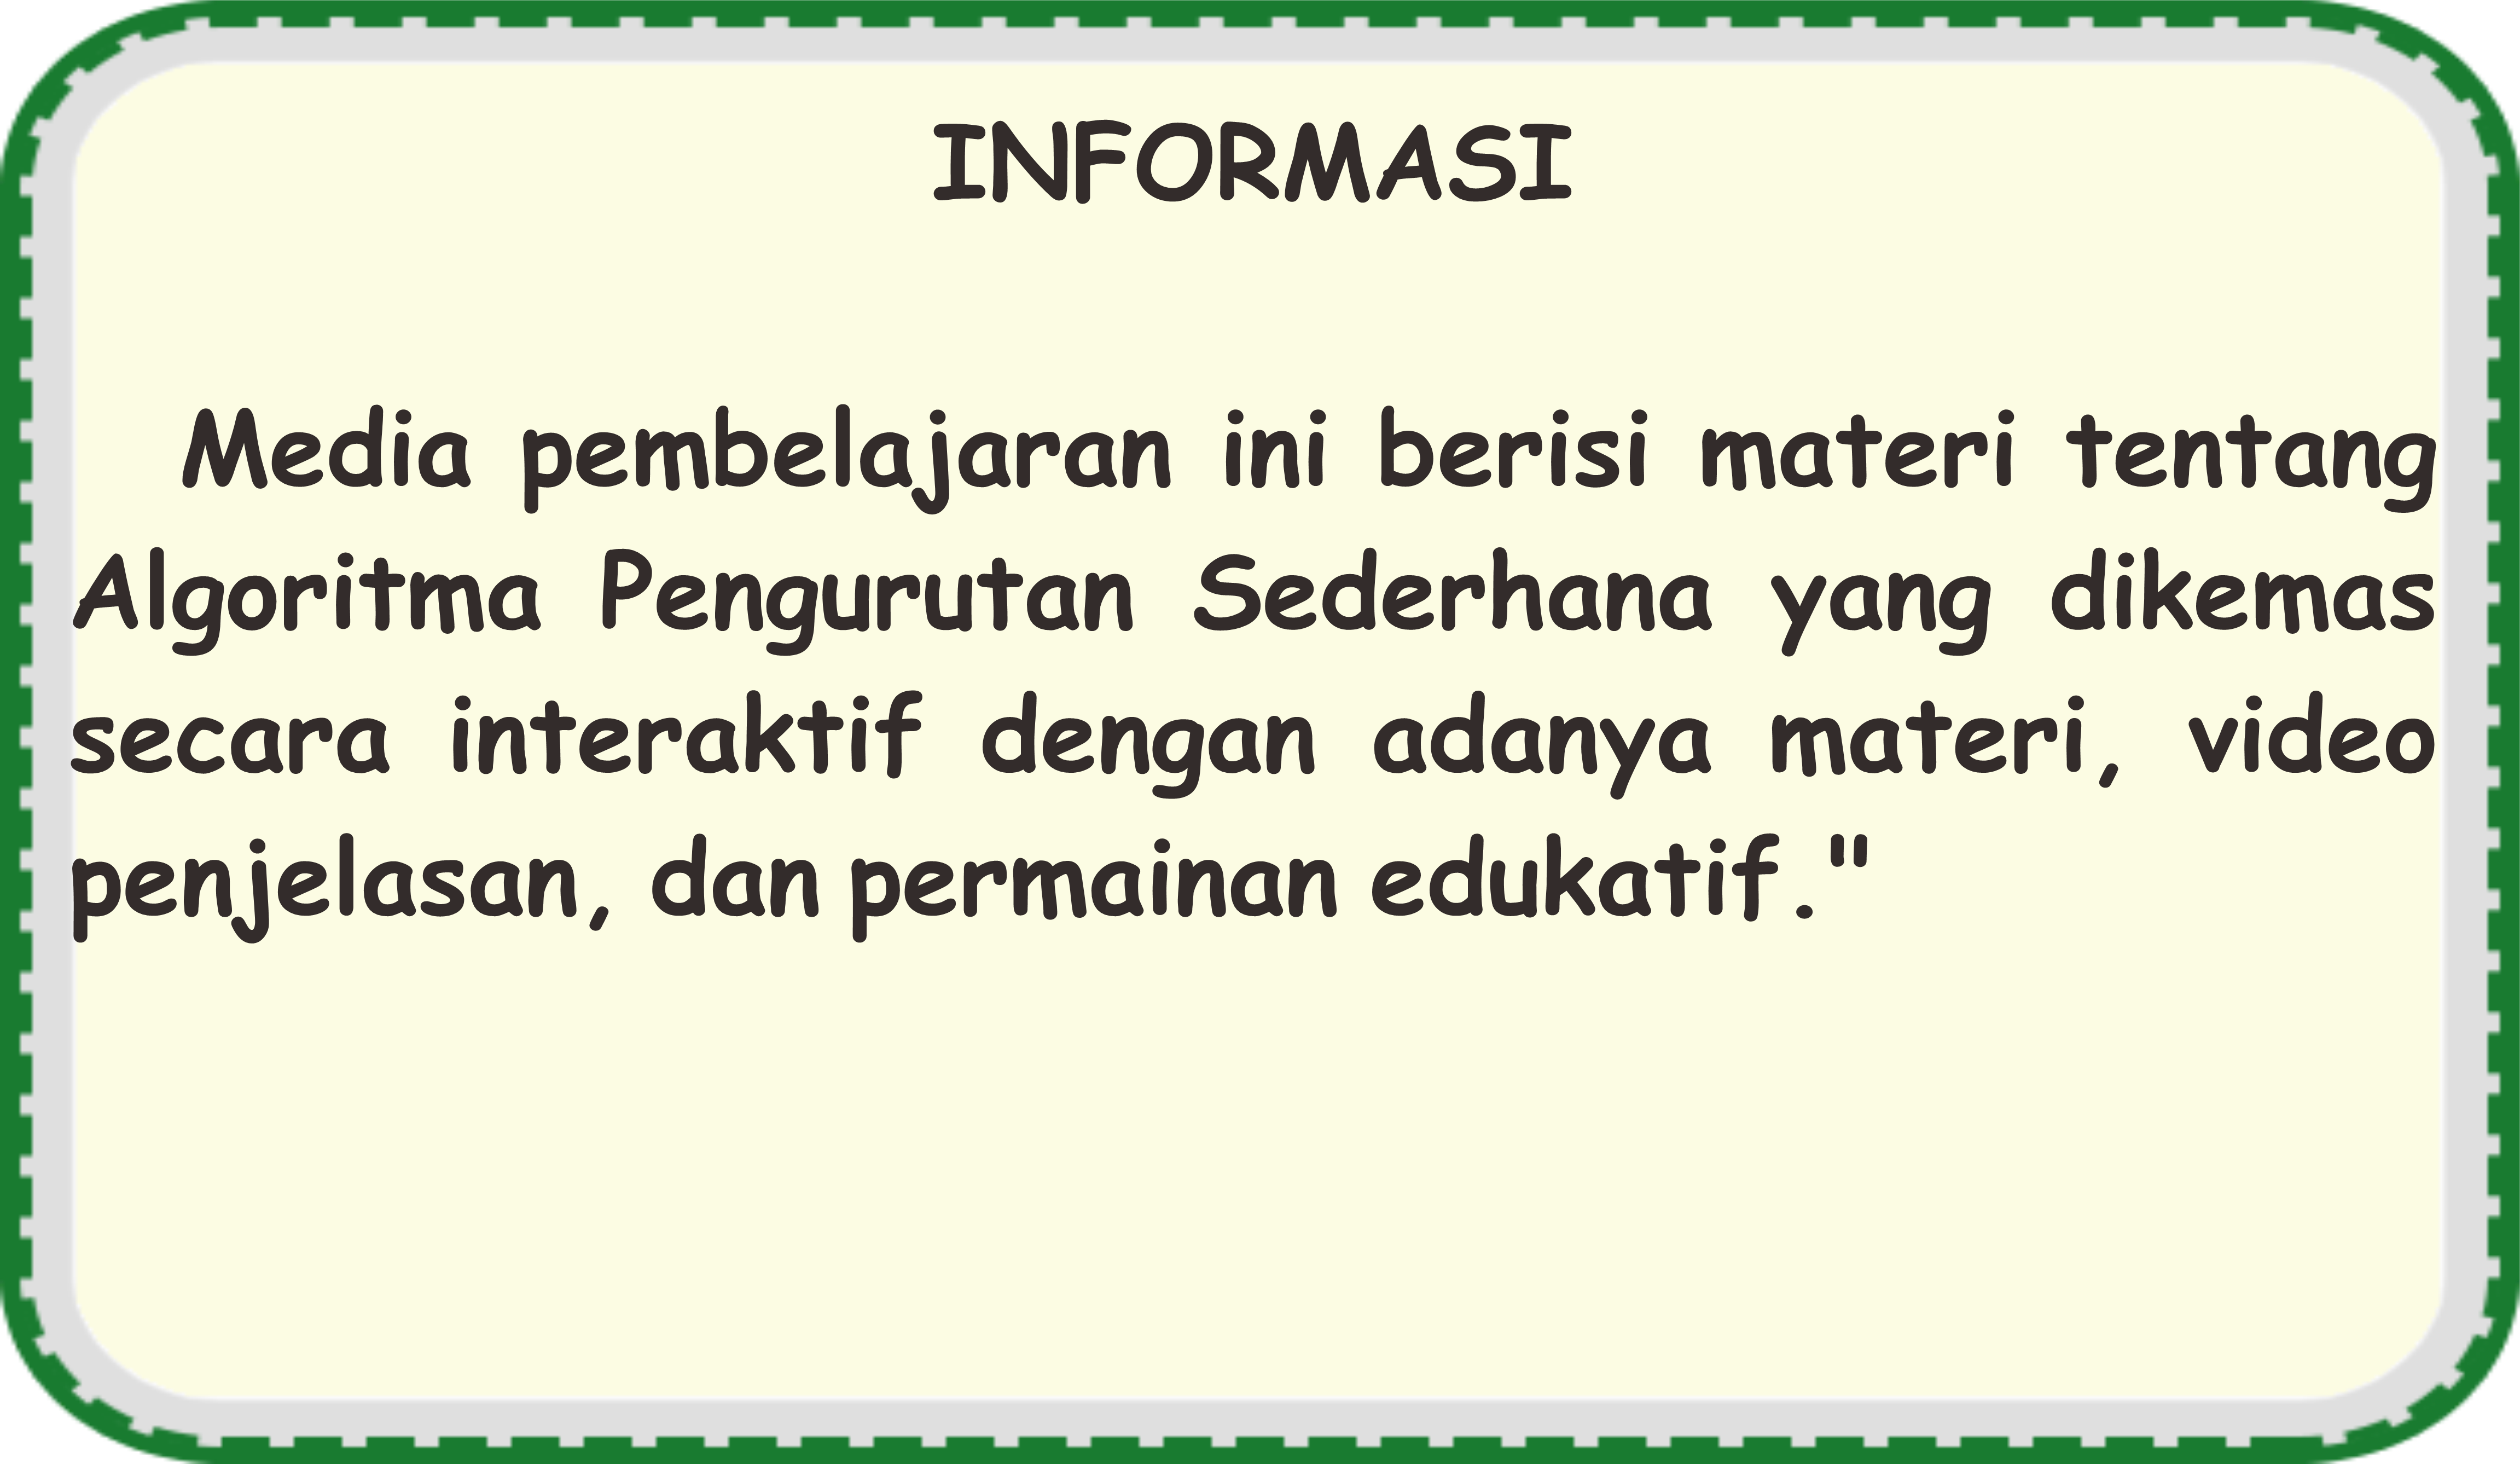 INFORMASI
Media pembelajaran ini berisi materi tentang
Algoritma Pengurutan Sederhana yang dikemas
secara interaktif dengan adanya materi, video
penjelasan, dan permainan edukatif."